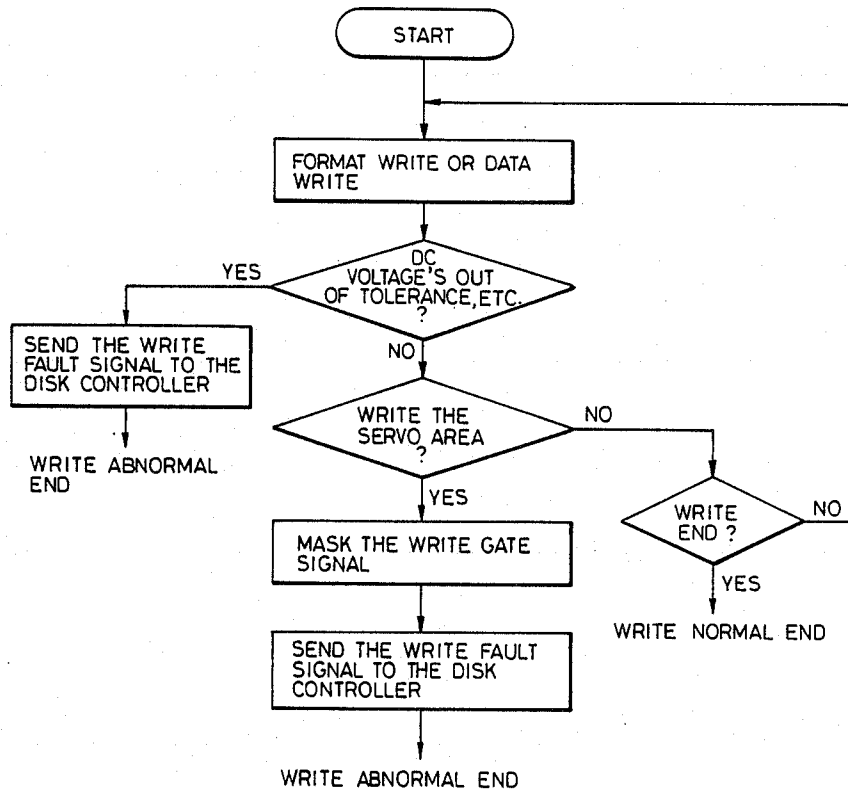 START
FORMAT WRITE OR DATA
WRITE
DC
VOLTAGE'S OUT
OF TOLERANCE, ETC.
?
YES
NO
SEND THE WRITE
FAULT SIGNAL TO THE
DISK CONTROLLER
WRITE ABNORMAL
END
WRITE THE
SERVO AREA
?
NO
YES
WRITE
END ?
NO
YES
WRITE NORMAL END
MASK THE WRITE GATE
SIGNAL
SEND THE WRITE FAULT
SIGNAL TO THE DISK
CONTROLLER
WRITE ABNORMAL END